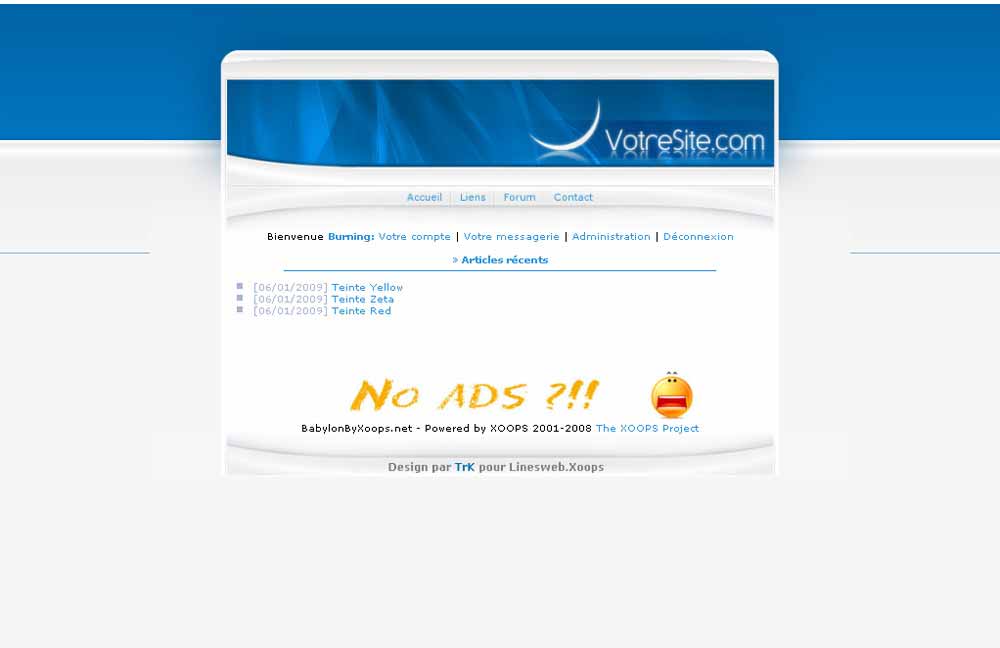 VotreSite.com
Accueil Liens Forum Contact
Bienvenue Burning: Votre compte | Votre messagerie | Administration | Déconnexion
» Articles récents
[06/01/2009] Teinte Yellow
[06/01/2009] Teinte Zeta
[06/01/2009] Teinte Red
No ADS ?!!
BabylonByXoops.net - Powered by XOOPS 2001-2008 The XOOPS Project
Design par TrK pour Linesweb.Xoops